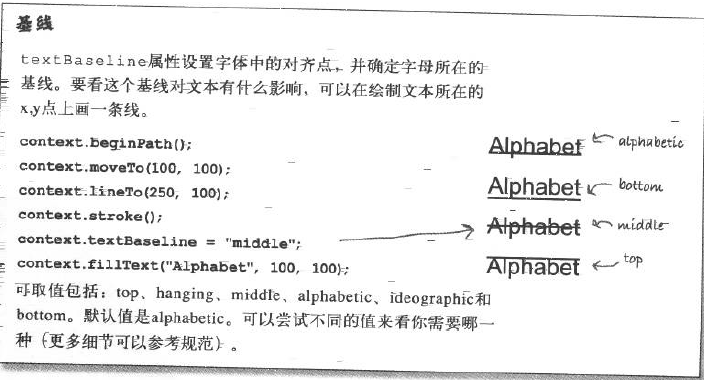 基线
textBaseline属性设置字体中的对齐点，并确定字母所在的
基线。要看这个基线对文本有什么影响，可以在绘制文本所在的
x,y点上画一条线。
context.beginPath();
context.moveTo(100, 100);
context.lineTo(250, 100);
context.stroke();
context.textBaseline = "middle";
context.fillText("Alphabet", 100, 100);
Alphabet alphabetic
Alphabet bottom
Alphabet middle
Alphabet top
可取值包括：top、hanging、middle、alphabetic、ideographic和
bottom。默认值是alphabetic。可以尝试不同的值来看你需要哪一
种（更多细节可以参考规范）。